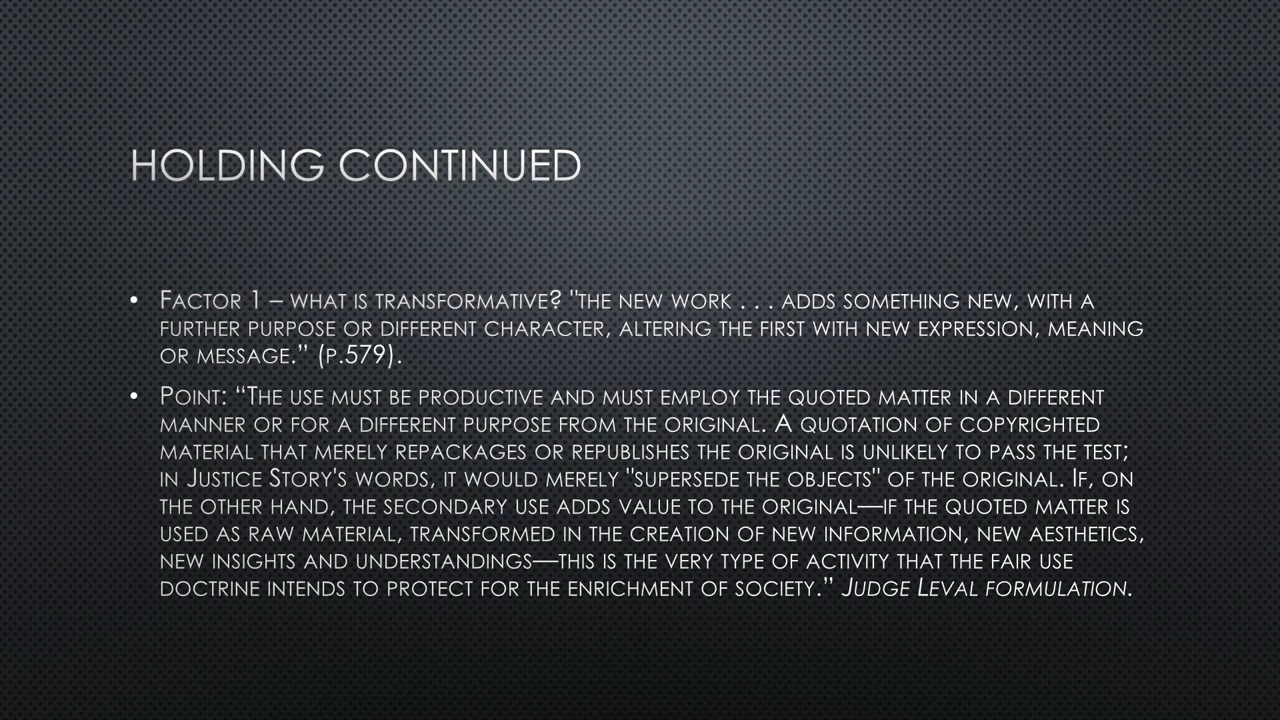 HOLDING CONTINUED
• FACTOR 1 – WHAT IS TRANSFORMATIVE? "THE NEW WORK . . . ADDS SOMETHING NEW, WITH A
FURTHER PURPOSE OR DIFFERENT CHARACTER, ALTERING THE FIRST WITH NEW EXPRESSION, MEANING
OR MESSAGE.” (P.579).
• POINT: “THE USE MUST BE PRODUCTIVE AND MUST EMPLOY THE QUOTED MATTER IN A DIFFERENT
MANNER OR FOR A DIFFERENT PURPOSE FROM THE ORIGINAL. A QUOTATION OF COPYRIGHTED
MATERIAL THAT MERELY REPACKAGES OR REPUBLISHES THE ORIGINAL IS UNLIKELY TO PASS THE TEST;
IN JUSTICE STORY'S WORDS, IT WOULD MERELY "SUPERSEDE THE OBJECTS" OF THE ORIGINAL. IF, ON
THE OTHER HAND, THE SECONDARY USE ADDS VALUE TO THE ORIGINAL—IF THE QUOTED MATTER IS
USED AS RAW MATERIAL, TRANSFORMED IN THE CREATION OF NEW INFORMATION, NEW AESTHETICS,
NEW INSIGHTS AND UNDERSTANDINGS—THIS IS THE VERY TYPE OF ACTIVITY THAT THE FAIR USE
DOCTRINE INTENDS TO PROTECT FOR THE ENRICHMENT OF SOCIETY.” JUDGE LEVAL FORMULATION.